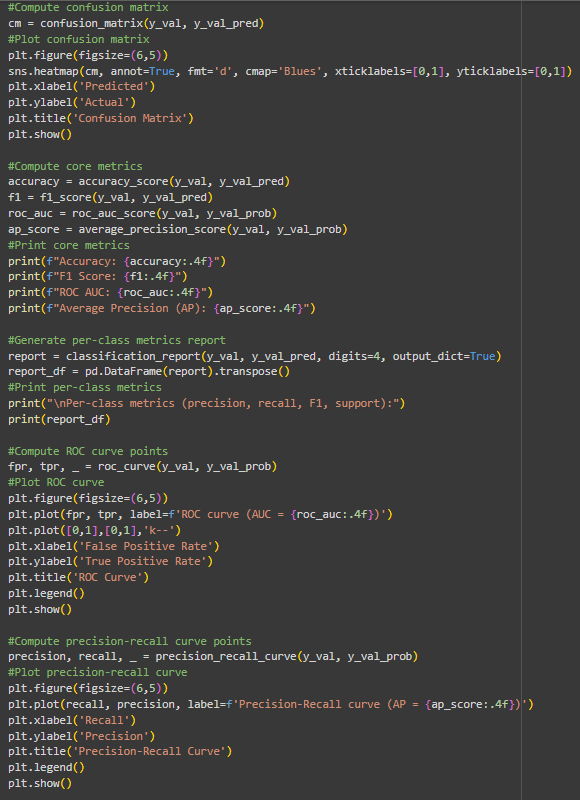 #Compute confusion matrix
cm = confusion_matrix(y_val, y_val_pred)
#Plot confusion matrix
plt.figure(figsize=(6,5))
sns.heatmap(cm, annot=True, fmt='d', cmap='Blues', xticklabels=[0,1], yticklabels=[0,1])
plt.xlabel('Predicted')
plt.ylabel('Actual')
plt.title('Confusion Matrix')
plt.show()

#Compute core metrics
accuracy = accuracy_score(y_val, y_val_pred)
f1 = f1_score(y_val, y_val_pred)
roc_auc = roc_auc_score(y_val, y_val_prob)
ap_score = average_precision_score(y_val, y_val_prob)
#Print core metrics
print(f"Accuracy: {accuracy:.4f}")
print(f"F1 Score: {f1:.4f}")
print(f"ROC AUC: {roc_auc:.4f}")
print(f"Average Precision (AP): {ap_score:.4f}")

#Generate per-class metrics report
report = classification_report(y_val, y_val_pred, digits=4, output_dict=True)
report_df = pd.DataFrame(report).transpose()
#Print per-class metrics
print("\nPer-class metrics (precision, recall, F1, support):")
print(report_df)

#Compute ROC curve points
fpr, tpr, _ = roc_curve(y_val, y_val_prob)
#Plot ROC curve
plt.figure(figsize=(6,5))
plt.plot(fpr, tpr, label=f'ROC curve (AUC = {roc_auc:.4f})')
plt.plot([0,1],[0,1],'k--')
plt.xlabel('False Positive Rate')
plt.ylabel('True Positive Rate')
plt.title('ROC Curve')
plt.legend()
plt.show()

#Compute precision-recall curve points
precision, recall, _ = precision_recall_curve(y_val, y_val_prob)
#Plot precision-recall curve
plt.figure(figsize=(6,5))
plt.plot(recall, precision, label=f'Precision-Recall curve (AP = {ap_score:.4f})')
plt.xlabel('Recall')
plt.ylabel('Precision')
plt.title('Precision-Recall Curve')
plt.legend()
plt.show()